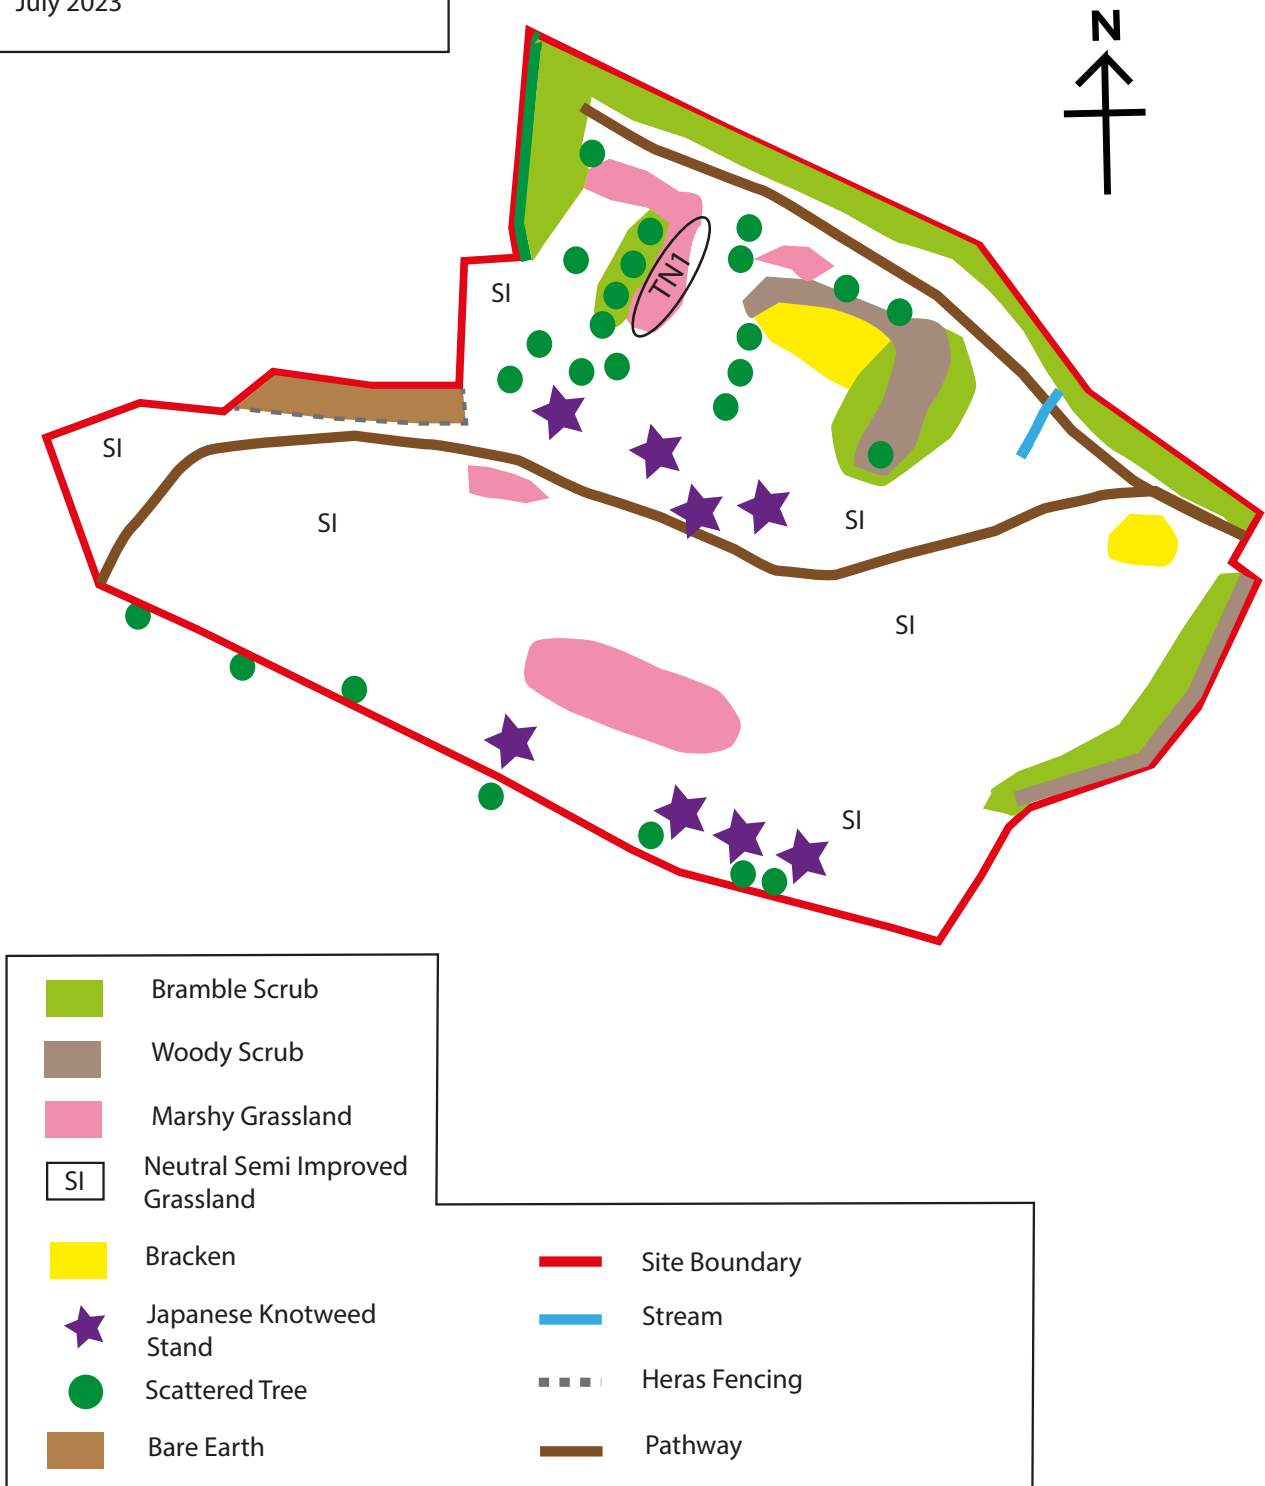 July 2023
N
TN1
SI
SI
SI
SI
SI
SI
Bramble Scrub
Woody Scrub
Marshy Grassland
SI
Neutral Semi Improved
Grassland
Bracken
Japanese Knotweed
Stand
Scattered Tree
Bare Earth
Site Boundary
Stream
Heras Fencing
Pathway